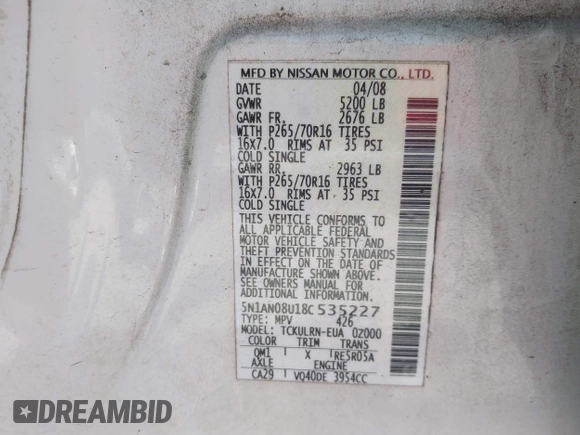 MFD BY NISSAN MOTOR CO., LTD.
DATE 04/08
GVWR 5200 LB
GAWR FR. 2676 LB
WITH P265/70R16 TIRES
16X7.0 RIMS AT 35 PSI
COLD SINGLE
GAWR RR. 2963 LB
WITH P265/70R16 TIRES
16X7.0 RIMS AT 35 PSI
COLD SINGLE
THIS VEHICLE CONFORMS TO
ALL APPLICABLE FEDERAL
MOTOR VEHICLE SAFETY AND
THEFT PREVENTION STANDARDS
IN EFFECT ON THE DATE OF
MANUFACTURE SHOWN ABOVE.
SEE OWNERS MANUAL FOR
ADDITIONAL INFORMATION.
5N1AN08U18C535227
TYPE: MPV 426
MODEL: TCKULRN-EUA 02000
COLOR TRIM TRANS
QM1 X RE5R05A
AXLE ENGINE
CA29 VQ40DE 3954CC
DREAMBID